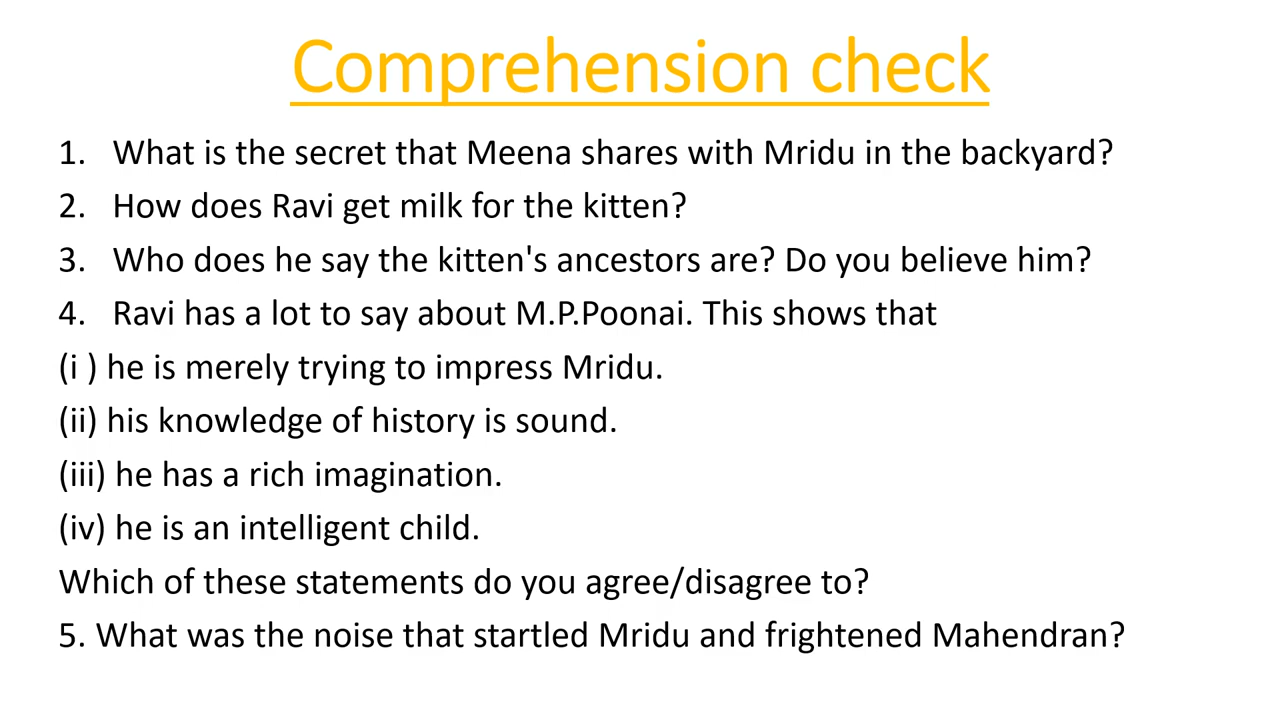 Comprehension check
1. What is the secret that Meena shares with Mridu in the backyard?
2. How does Ravi get milk for the kitten?
3. Who does he say the kitten's ancestors are? Do you believe him?
4. Ravi has a lot to say about M.P.Poonai. This shows that
(i ) he is merely trying to impress Mridu.
(ii) his knowledge of history is sound.
(iii) he has a rich imagination.
(iv) he is an intelligent child.
Which of these statements do you agree/disagree to?
5. What was the noise that startled Mridu and frightened Mahendran?